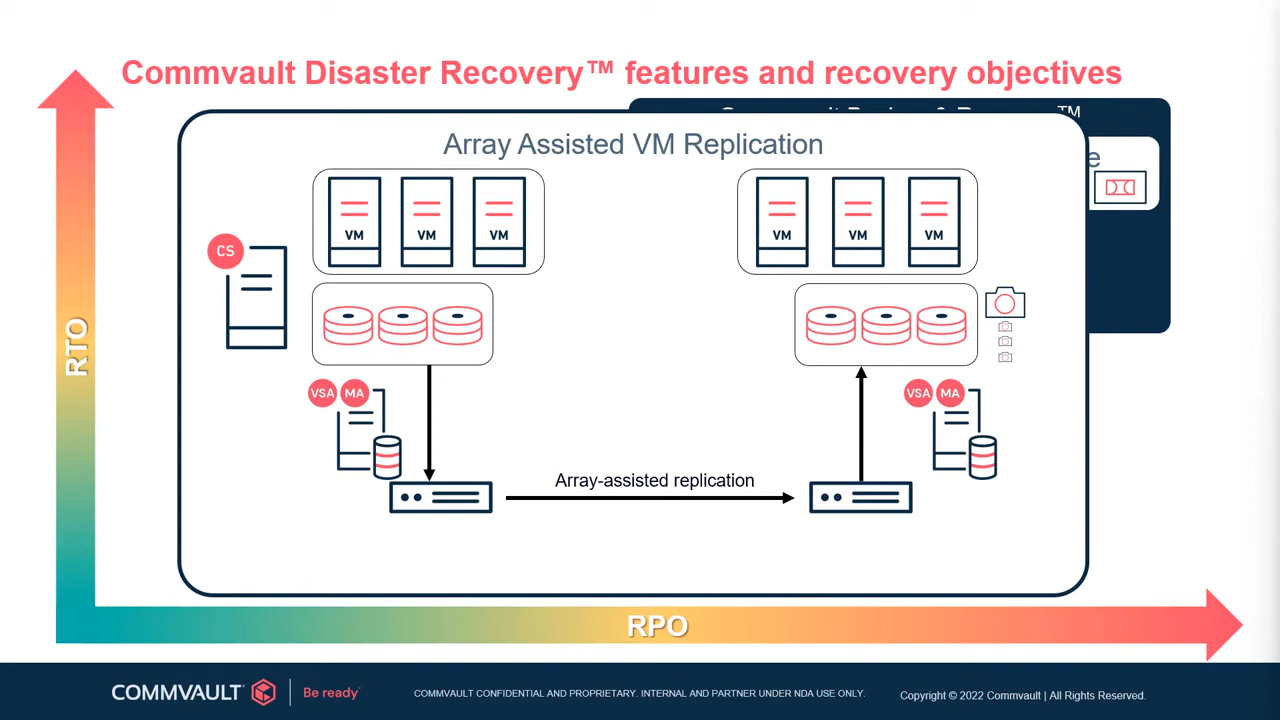 Commvault Disaster Recovery™ features and recovery objectives
TM
Array Assisted VM Replication
e
VM VM VM
VM VM VM
CS
RTO
VSA MA
VSA MA
Array-assisted replication
RPO
COMMVAULT Be ready
COMMVAULT CONFIDENTIAL AND PROPRIETARY. INTERNAL AND PARTNER UNDER NDA USE ONLY.
Copyright © 2022 Commvault | All Rights Reserved.